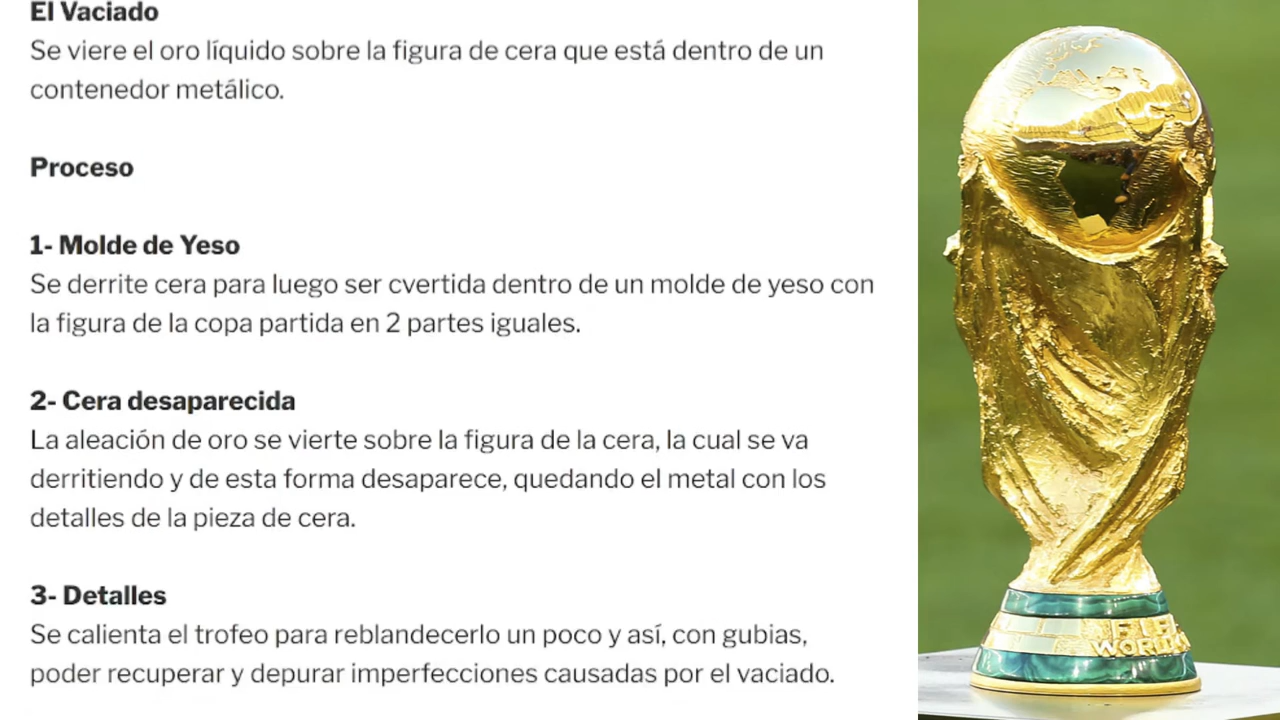 El Vaciado
Se viere el oro líquido sobre la figura de cera que está dentro de un
contenedor metálico.
Proceso
1- Molde de Yeso
Se derrite cera para luego ser cvertida dentro de un molde de yeso con
la figura de la copa partida en 2 partes iguales.
2- Cera desaparecida
La aleación de oro se vierte sobre la figura de la cera, la cual se va
derritiendo y de esta forma desaparece, quedando el metal con los
detalles de la pieza de cera.
3- Detalles
Se calienta el trofeo para reblandecerlo un poco y así, con gubias,
poder recuperar y depurar imperfecciones causadas por el vaciado.
FIFA
WORLD